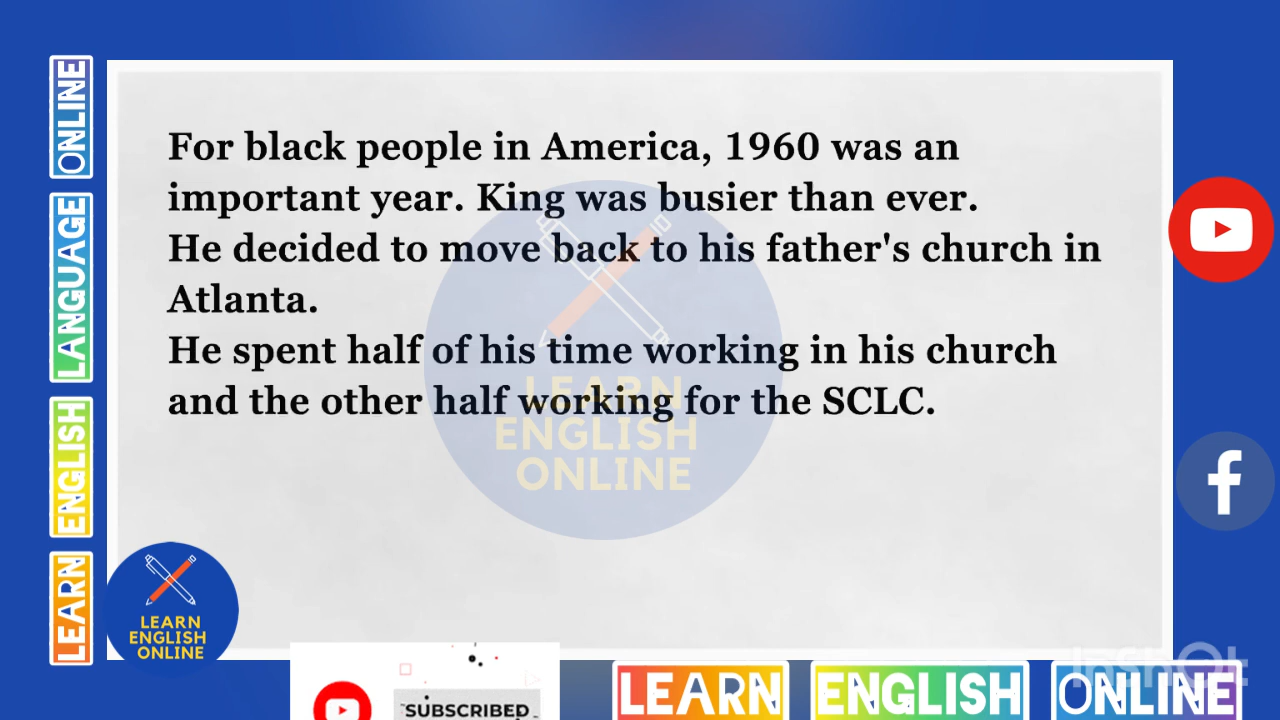 For black people in America, 1960 was an
important year. King was busier than ever.
He decided to move back to his father's church in
Atlanta.
He spent half of his time working in his church
and the other half working for the SCLC.
LEARN
ENGLISH
ONLINE
LEARN ENGLISH LANGUAGE ONLINE
LEARN
ENGLISH
ONLINE
SUBSCRIBED
LEARN ENGLISH ONLINE
InShOt